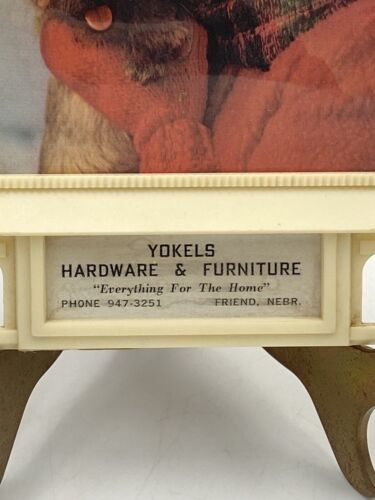 YOKELS
HARDWARE & FURNITURE
"Everything For The Home"
PHONE 947-3251 FRIEND, NEBR.